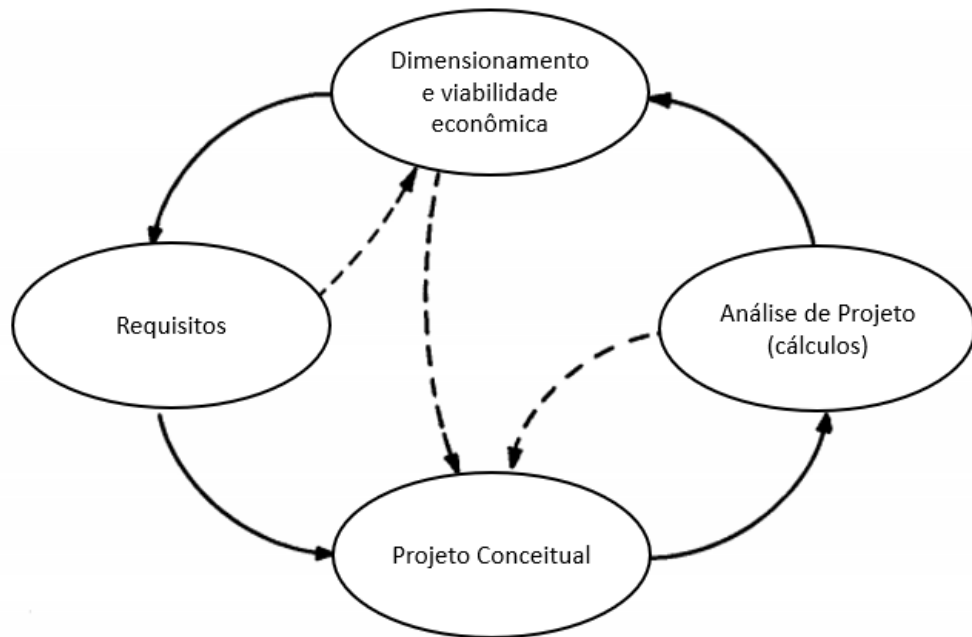 Dimensionamento
e viabilidade
econômica
Requisitos
Análise de Projeto
(cálculos)
Projeto Conceitual